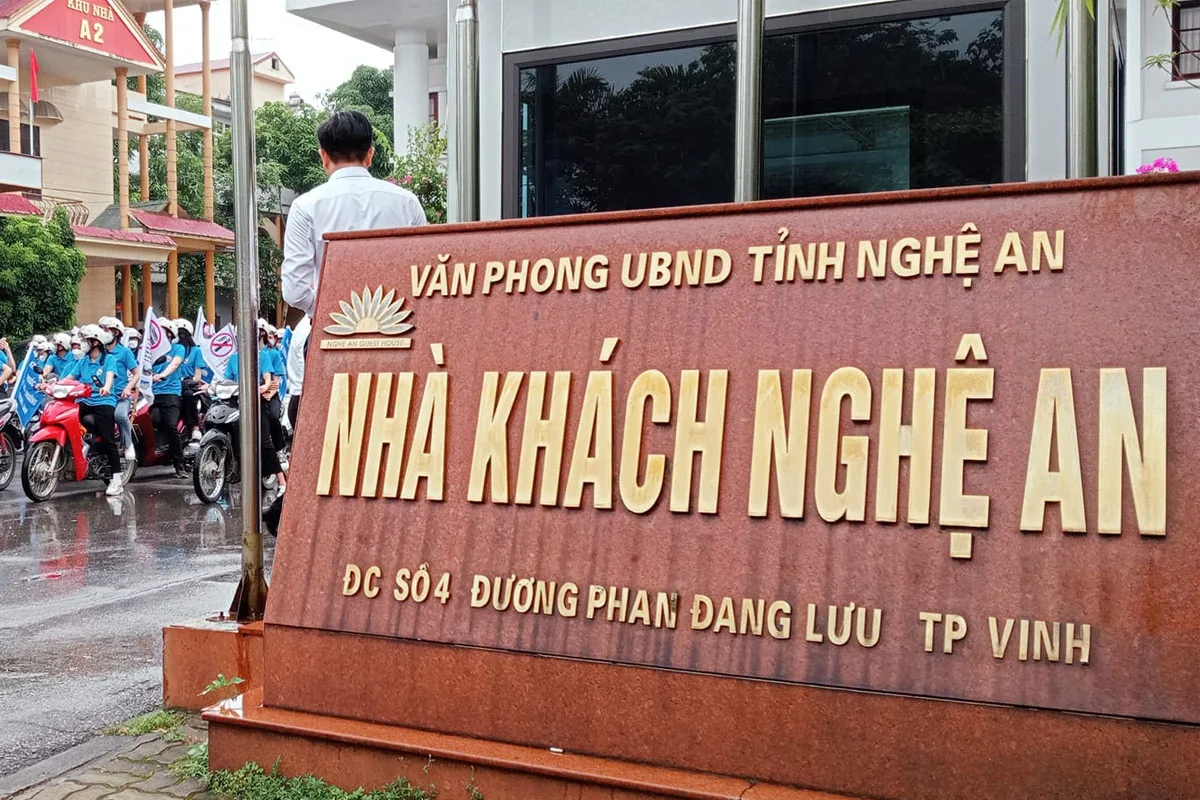 KHU NHÀ
A2
VĂN PHONG UBND TỈNH NGHỆ AN
NGHE AN GUEST HOUSE
NHÀ KHÁCH NGHỆ AN
ĐC SỐ 4 ĐƯƠNG PHAN ĐANG LƯU TP VINH